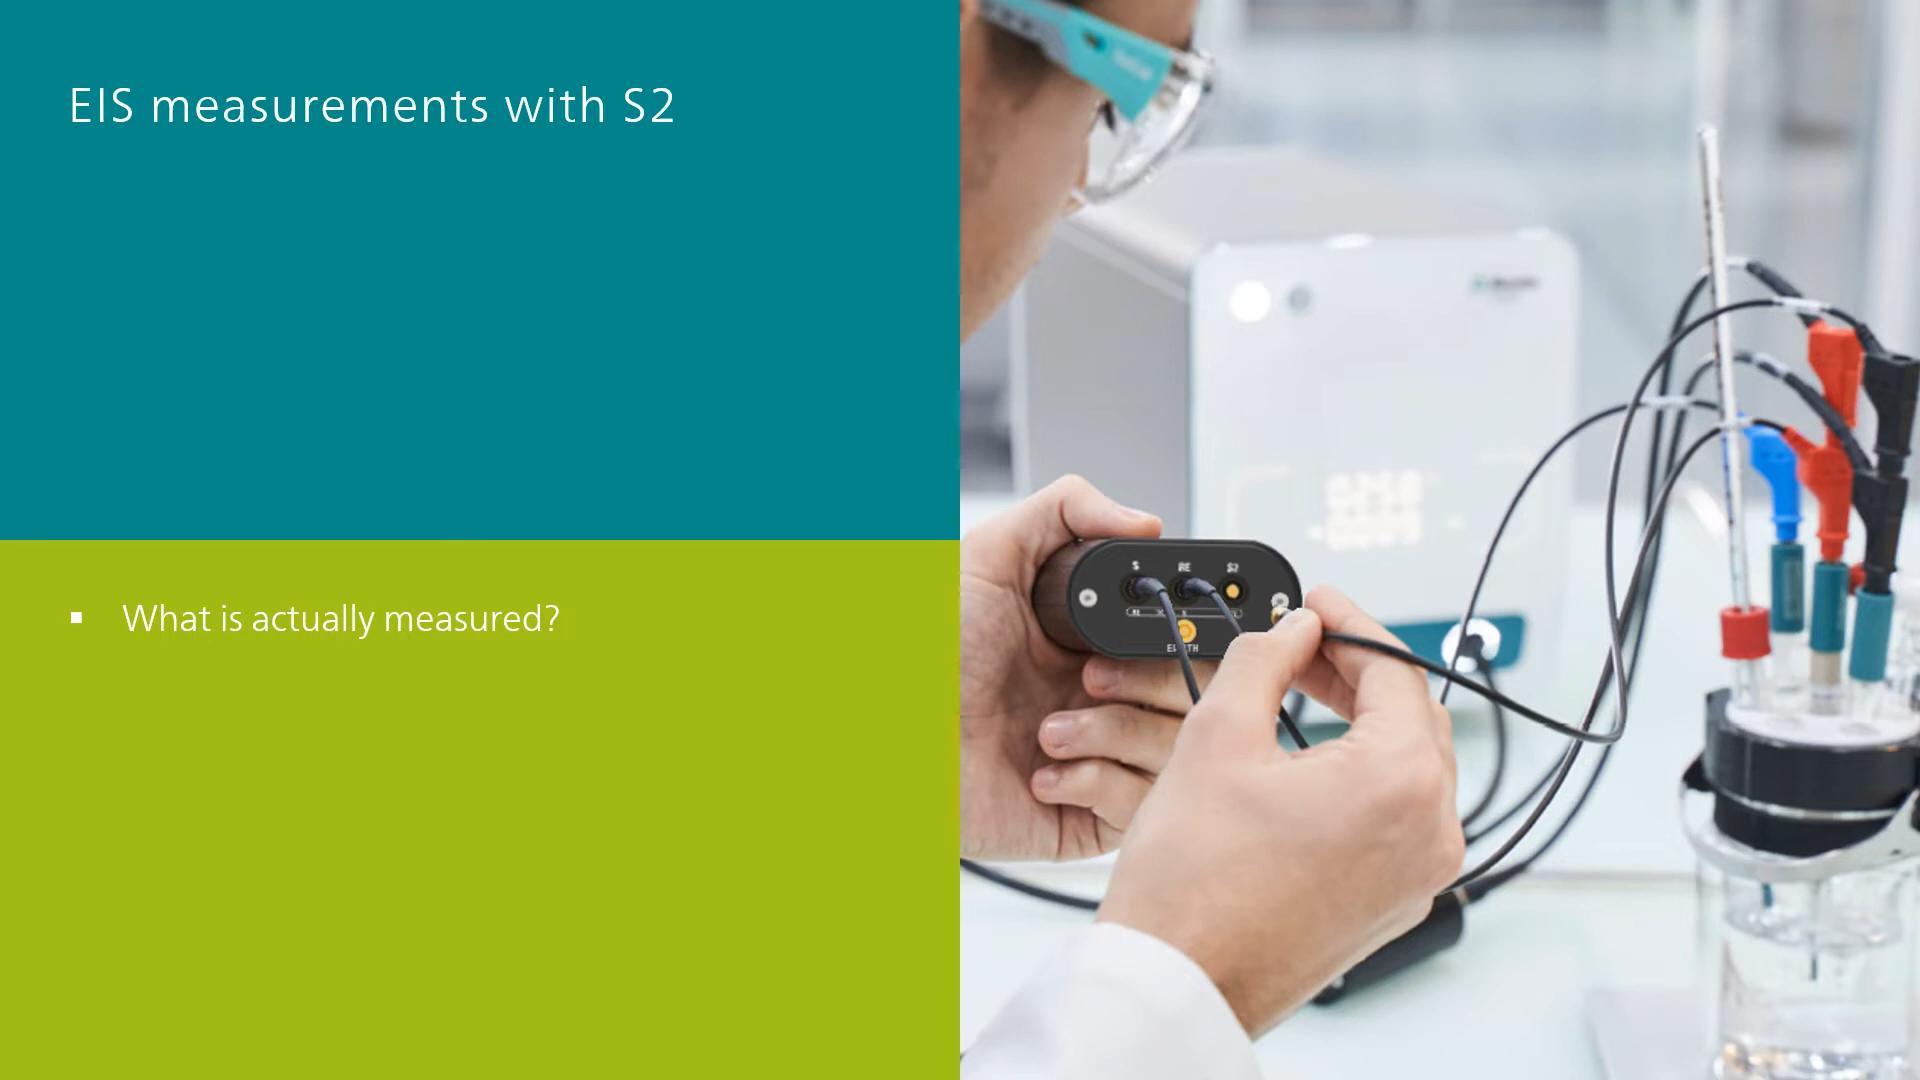 EIS measurements with S2
▪ What is actually measured?
S RE S2